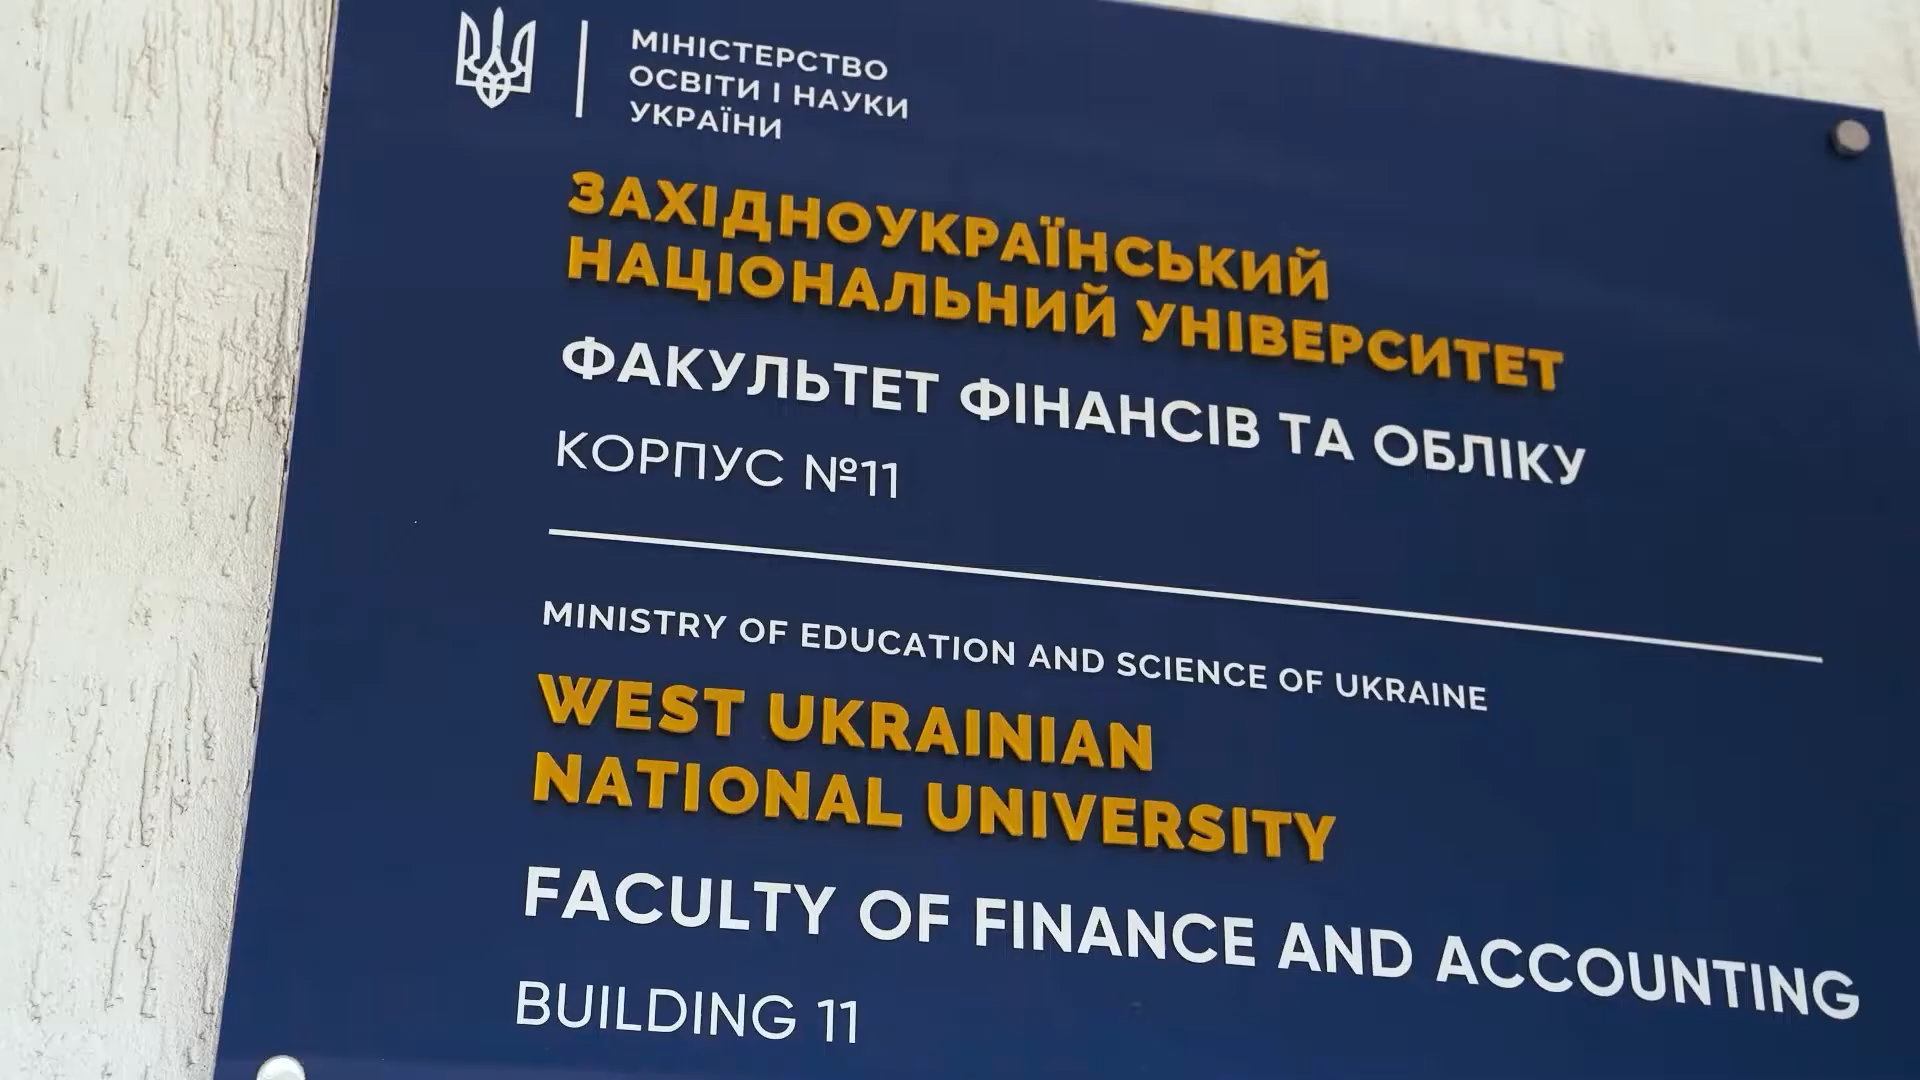 МІНІСТЕРСТВО
ОСВІТИ І НАУКИ
УКРАЇНИ
ЗАХІДНОУКРАЇНСЬКИЙ
НАЦІОНАЛЬНИЙ УНІВЕРСИТЕТ
ФАКУЛЬТЕТ ФІНАНСІВ ТА ОБЛІКУ
КОРПУС №11
MINISTRY OF EDUCATION AND SCIENCE OF UKRAINE
WEST UKRAINIAN
NATIONAL UNIVERSITY
FACULTY OF FINANCE AND ACCOUNTING
BUILDING 11